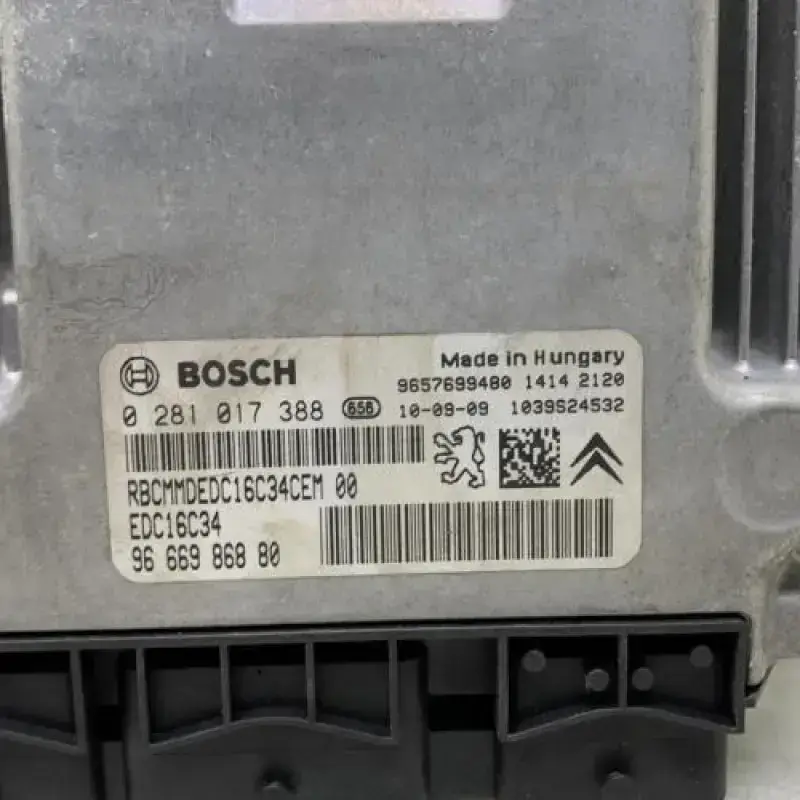 BOSCH
Made in Hungary
9657699480 1414 2120
0 281 017 388 656 10-09-09 1039S24532
RBCMMDEDC16C34CEM 00
EDC16C34
96 669 868 80